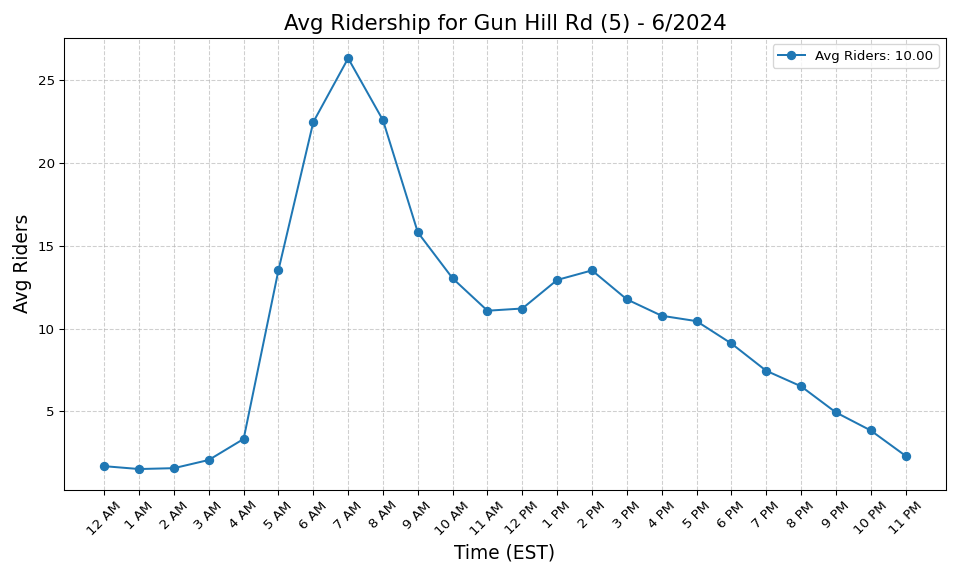 Avg Ridership for Gun Hill Rd (5) - 6/2024
Avg Riders: 10.00
Avg Riders
25
20
15
10
5
12 AM
1 AM
2 AM
3 AM
4 AM
5 AM
6 AM
7 AM
8 AM
9 AM
10 AM
11 AM
12 PM
1 PM
2 PM
3 PM
4 PM
5 PM
6 PM
7 PM
8 PM
9 PM
10 PM
11 PM
Time (EST)